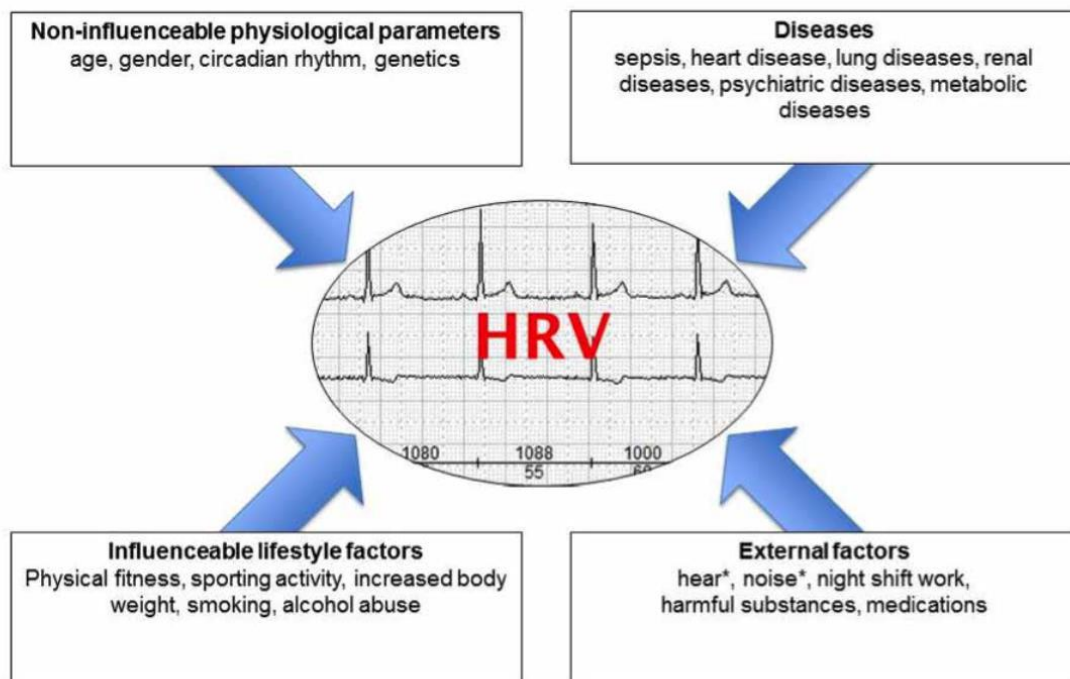 Non-influenceable physiological parameters
age, gender, circadian rhythm, genetics
Diseases
sepsis, heart disease, lung diseases, renal
diseases, psychiatric diseases, metabolic
diseases
HRV
1080 1088 1000
55 60
Influenceable lifestyle factors
Physical fitness, sporting activity, increased body
weight, smoking, alcohol abuse
External factors
hear*, noise*, night shift work,
harmful substances, medications